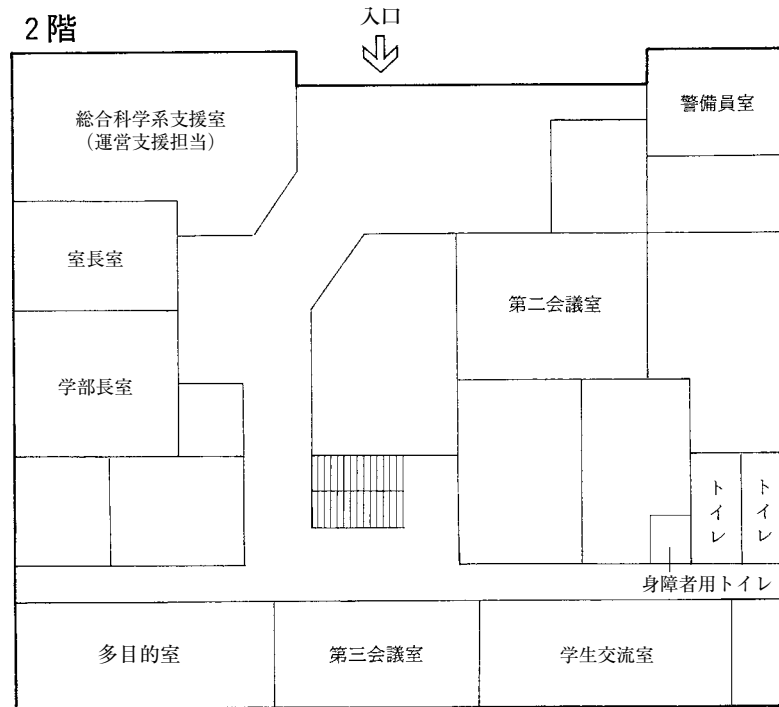 2階
入口
総合科学系支援室
(運営支援担当)
警備員室
室長室
第二会議室
学部長室
トイレ
トイレ
身障者用トイレ
多目的室
第三会議室
学生交流室